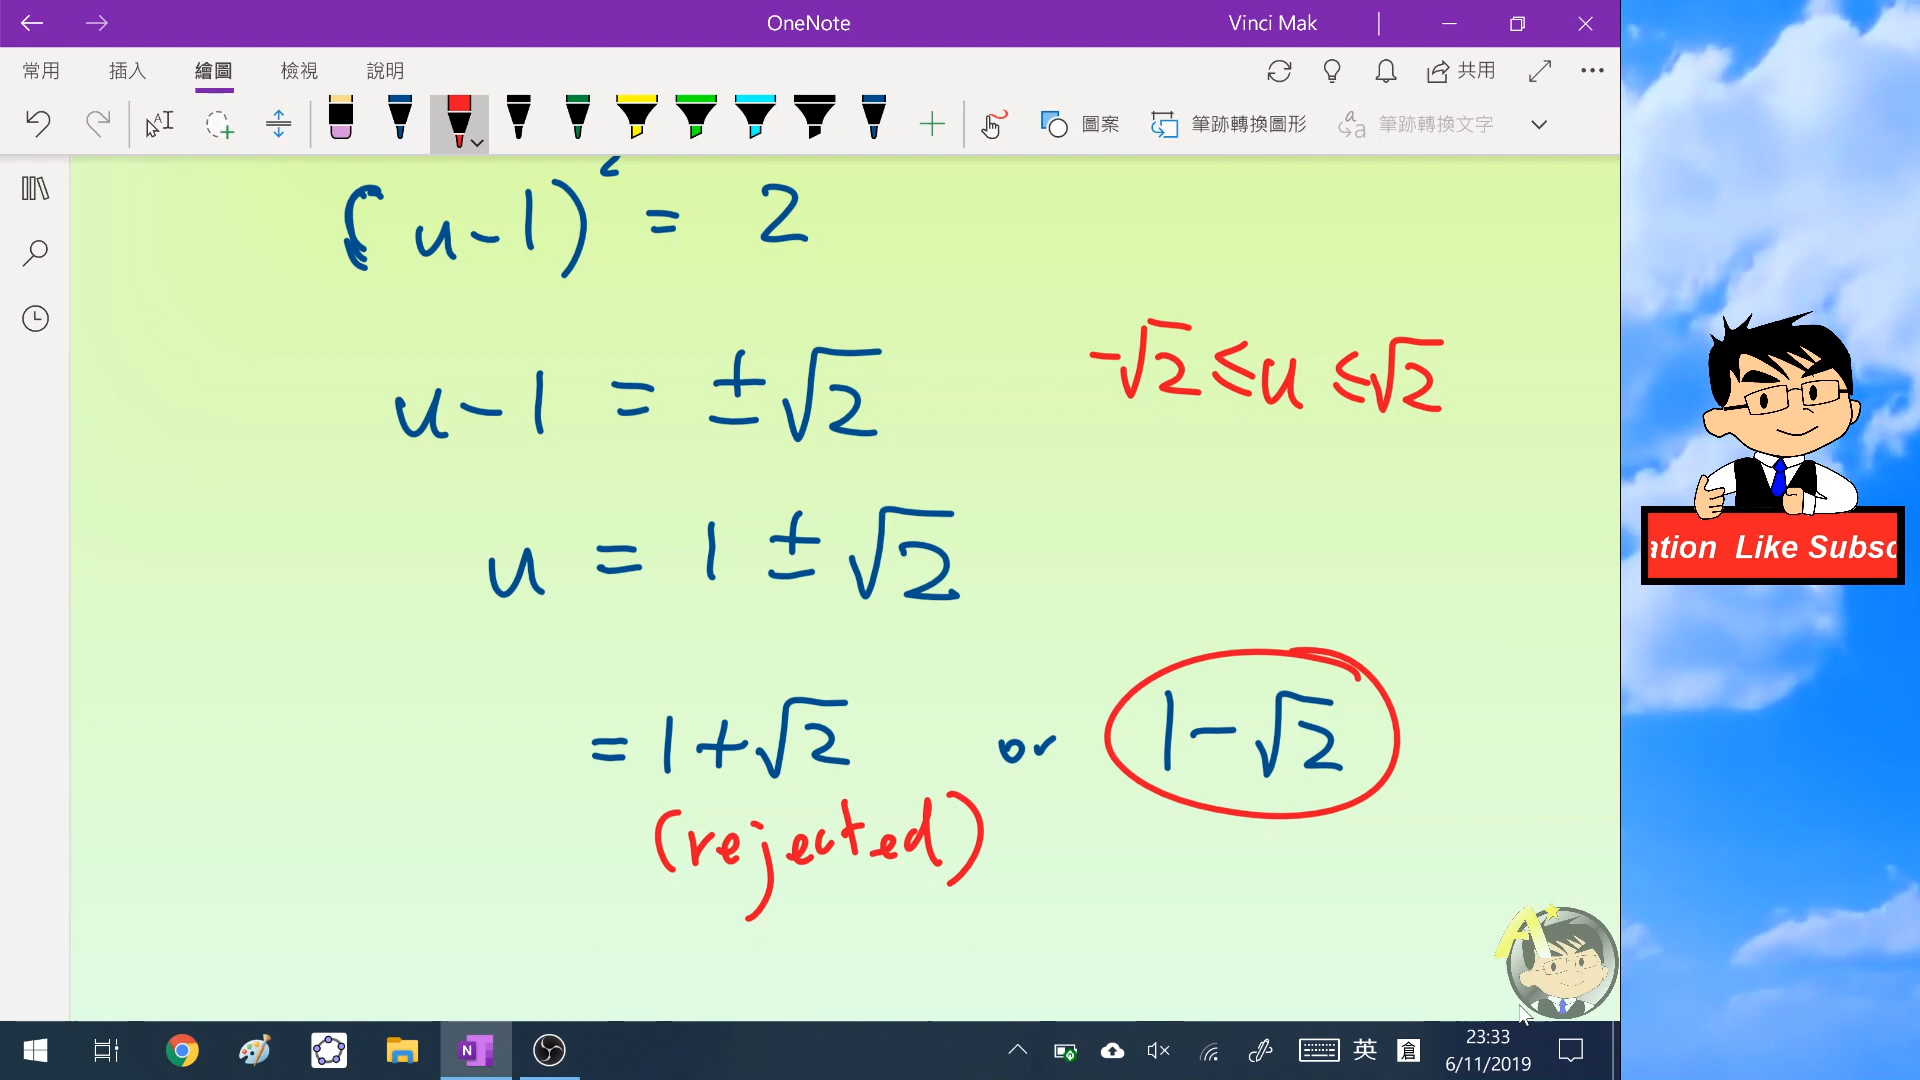 OneNote
Vinci Mak
常用 插入 繪圖 檢視 說明 共用
圖案 筆跡轉換圖形 筆跡轉換文字
(u-1)² = 2
u-1 = ±√2
-√2 ≤ u ≤ √2
u = 1 ± √2
= 1+√2 or 1-√2
(rejected)
ation Like Subsc
A
英 倉 23:33
6/11/2019